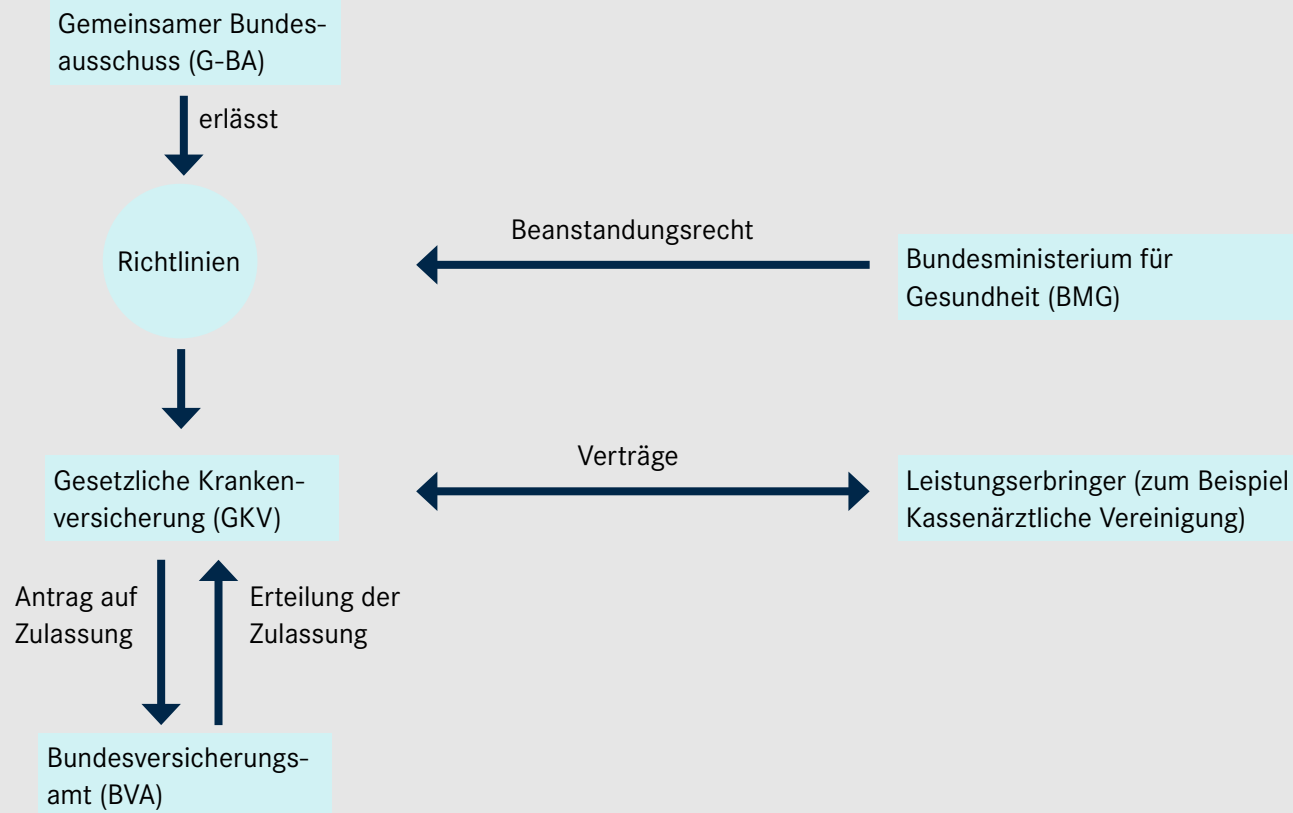 Gemeinsamer Bundes-
ausschuss (G-BA)
erlässt
Richtlinien
Beanstandungsrecht
Bundesministerium für
Gesundheit (BMG)
Gesetzliche Kranken-
versicherung (GKV)
Verträge
Leistungserbringer (zum Beispiel
Kassenärztliche Vereinigung)
Antrag auf
Zulassung
Erteilung der
Zulassung
Bundesversicherungs-
amt (BVA)